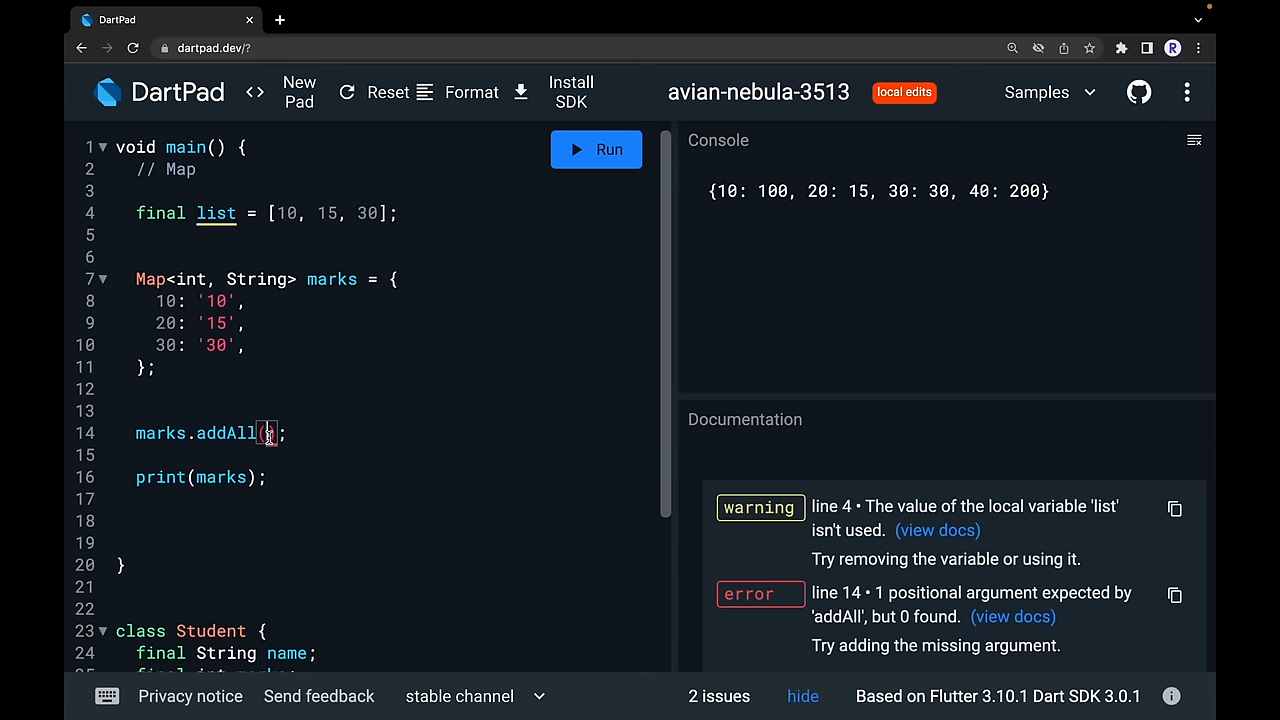 DartPad
dartpad.dev/?
R
DartPad
<> New Pad
Reset
Format
Install SDK
avian-nebula-3513
local edits
Samples
1 void main() {
2 // Map
3
4 final list = [10, 15, 30];
5
6
7 Map<int, String> marks = {
8 10: '10',
9 20: '15',
10 30: '30',
11 };
12
13
14 marks.addAll();
15
16 print(marks);
17
18
19
20 }
21
22
23 class Student {
24 final String name;
Run
Console
{10: 100, 20: 15, 30: 30, 40: 200}
Documentation
warning line 4 • The value of the local variable 'list'
isn't used. (view docs)
Try removing the variable or using it.
error line 14 • 1 positional argument expected by
'addAll', but 0 found. (view docs)
Try adding the missing argument.
Privacy notice
Send feedback
stable channel
2 issues
hide
Based on Flutter 3.10.1 Dart SDK 3.0.1